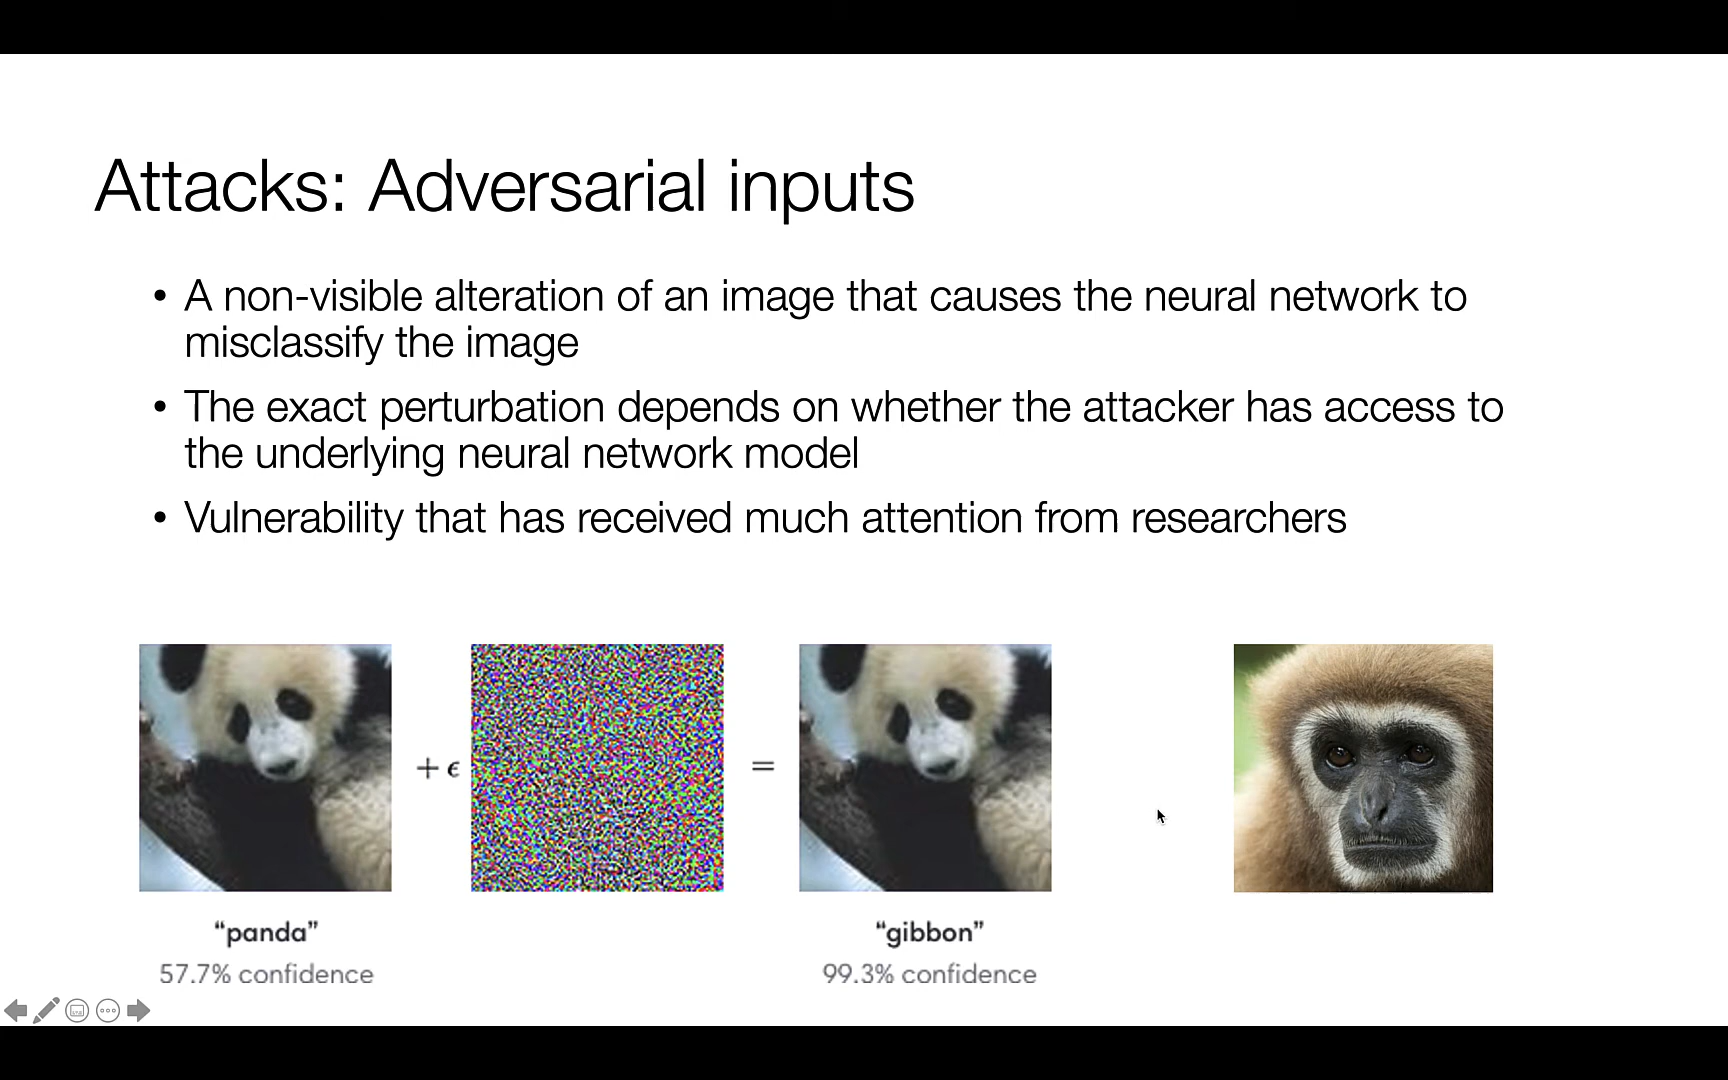 Attacks: Adversarial inputs
• A non-visible alteration of an image that causes the neural network to
misclassify the image
• The exact perturbation depends on whether the attacker has access to
the underlying neural network model
• Vulnerability that has received much attention from researchers
+ ϵ
=
“panda”
57.7% confidence
“gibbon”
99.3% confidence